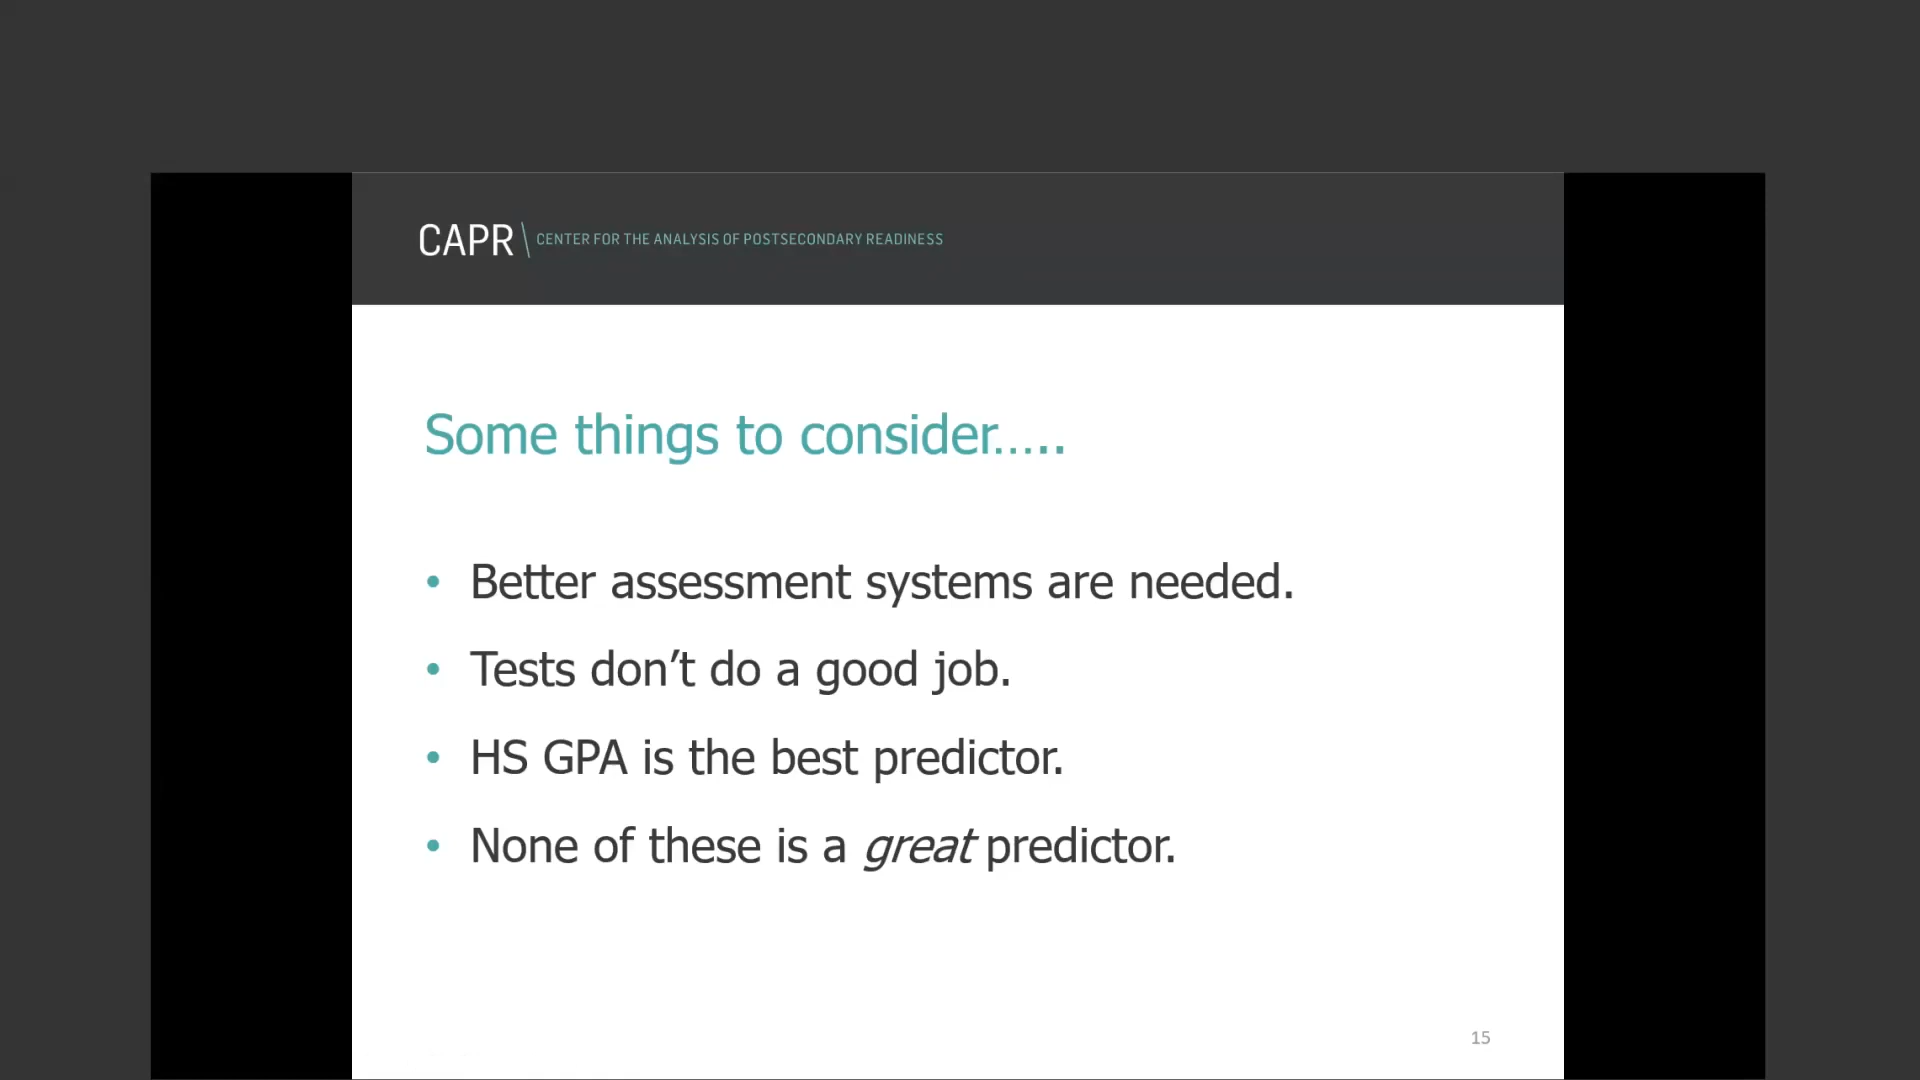 CAPR CENTER FOR THE ANALYSIS OF POSTSECONDARY READINESS
Some things to consider.....
• Better assessment systems are needed.
• Tests don’t do a good job.
• HS GPA is the best predictor.
• None of these is a great predictor.
15